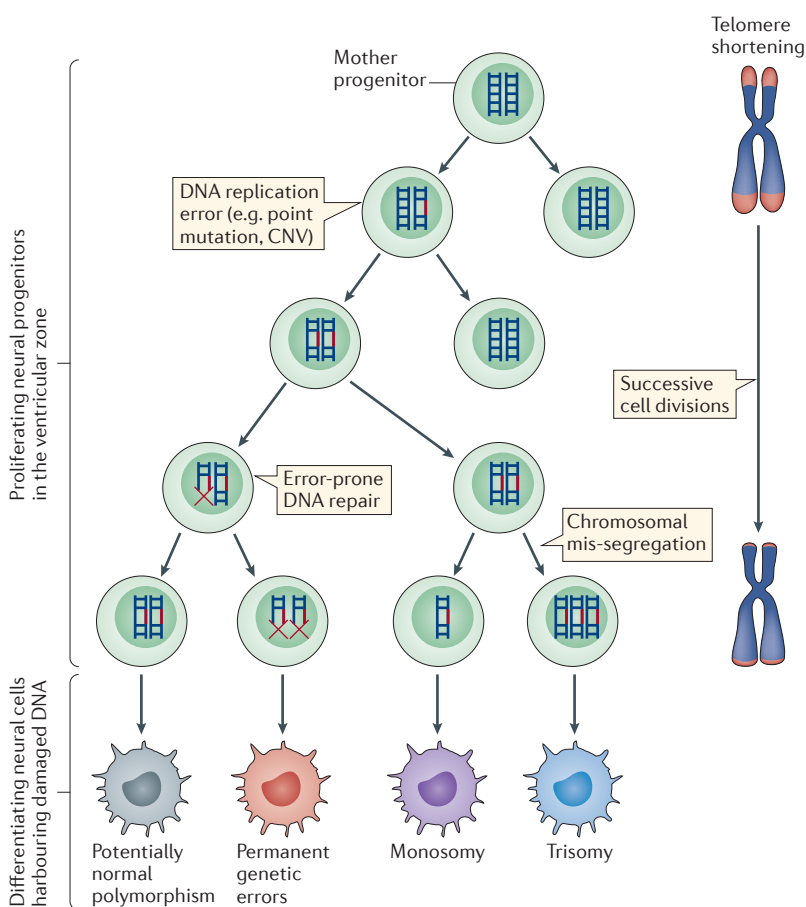 Telomere
shortening
Mother
progenitor
DNA replication
error (e.g. point
mutation, CNV)
Proliferating neural progenitors
in the ventricular zone
Successive
cell divisions
Error-prone
DNA repair
Chromosomal
mis-segregation
Differentiating neural cells
harbouring damaged DNA
Potentially
normal
polymorphism
Permanent
genetic
errors
Monosomy
Trisomy